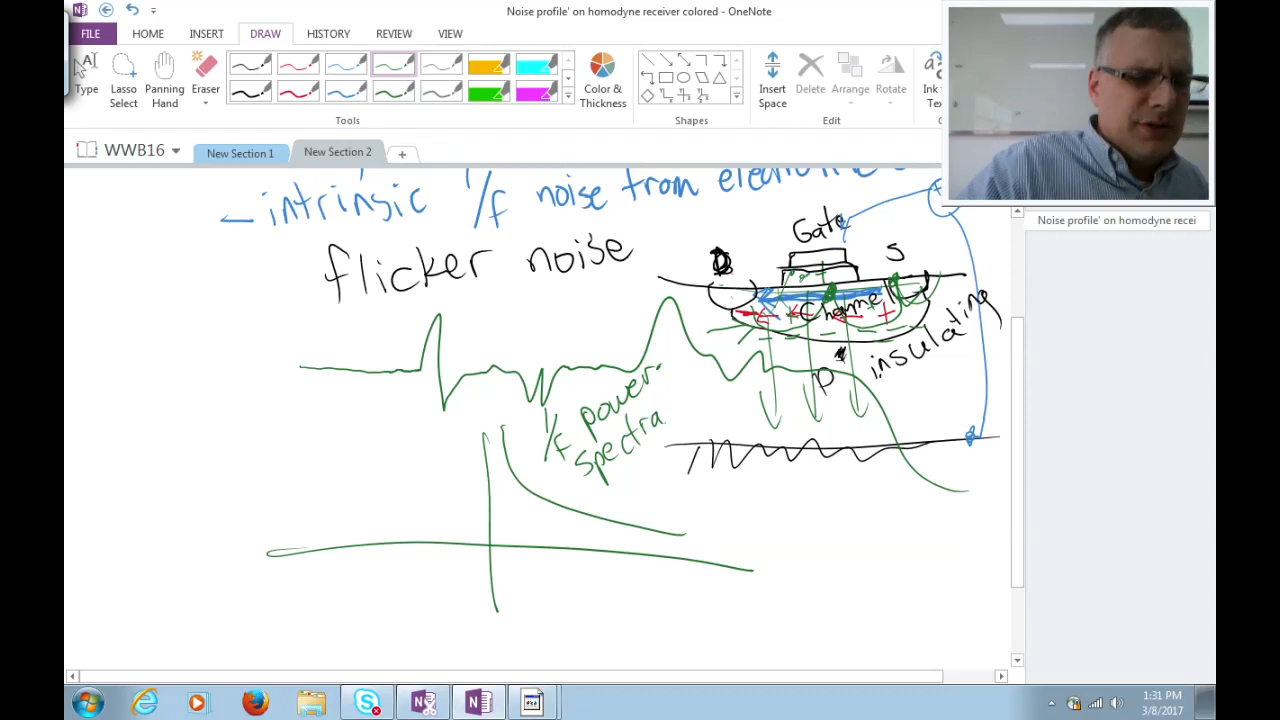 Noise profile' on homodyne receiver colored - OneNote
FILE
HOME
INSERT
DRAW
HISTORY
REVIEW
VIEW
Type
Lasso
Select
Panning
Hand
Eraser
Color &
Thickness
Insert
Space
Delete
Arrange
Rotate
Tools
Shapes
Edit
WWB16
New Section 1
New Section 2
Noise profile' on homodyne recei
intrinsic 1/f noise from
flicker noise
Gate
S
Channel
insulating
P
1/f power
spectra
1:31 PM
3/8/2017